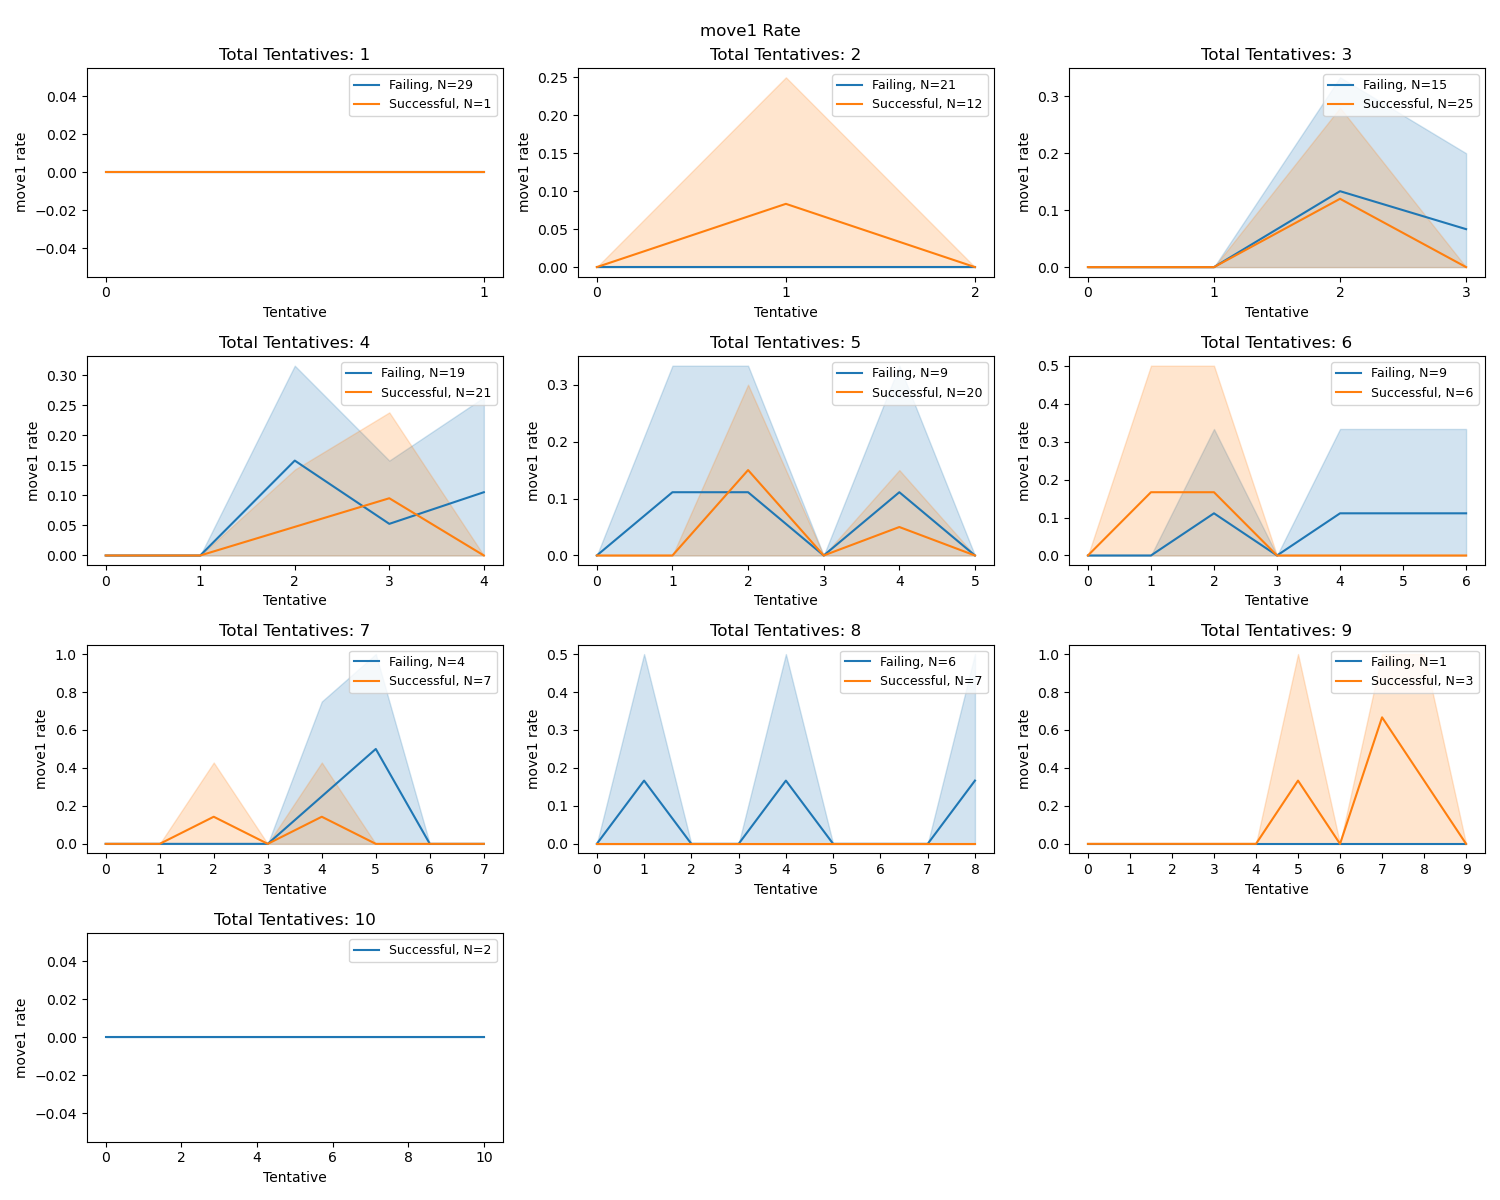 move1 Rate
Total Tentatives: 1
Failing, N=29
Successful, N=1
0.04
0.02
0.00
−0.02
−0.04
move1 rate
0 1
Tentative
Total Tentatives: 2
Failing, N=21
Successful, N=12
0.25
0.20
0.15
0.10
0.05
0.00
move1 rate
0 1 2
Tentative
Total Tentatives: 3
Failing, N=15
Successful, N=25
0.3
0.2
0.1
0.0
move1 rate
0 1 2 3
Tentative
Total Tentatives: 4
Failing, N=19
Successful, N=21
0.30
0.25
0.20
0.15
0.10
0.05
0.00
move1 rate
0 1 2 3 4
Tentative
Total Tentatives: 5
Failing, N=9
Successful, N=20
0.3
0.2
0.1
0.0
move1 rate
0 1 2 3 4 5
Tentative
Total Tentatives: 6
Failing, N=9
Successful, N=6
0.5
0.4
0.3
0.2
0.1
0.0
move1 rate
0 1 2 3 4 5 6
Tentative
Total Tentatives: 7
Failing, N=4
Successful, N=7
1.0
0.8
0.6
0.4
0.2
0.0
move1 rate
0 1 2 3 4 5 6 7
Tentative
Total Tentatives: 8
Failing, N=6
Successful, N=7
0.5
0.4
0.3
0.2
0.1
0.0
move1 rate
0 1 2 3 4 5 6 7 8
Tentative
Total Tentatives: 9
Failing, N=1
Successful, N=3
1.0
0.8
0.6
0.4
0.2
0.0
move1 rate
0 1 2 3 4 5 6 7 8 9
Tentative
Total Tentatives: 10
Successful, N=2
0.04
0.02
0.00
−0.02
−0.04
move1 rate
0 2 4 6 8 10
Tentative